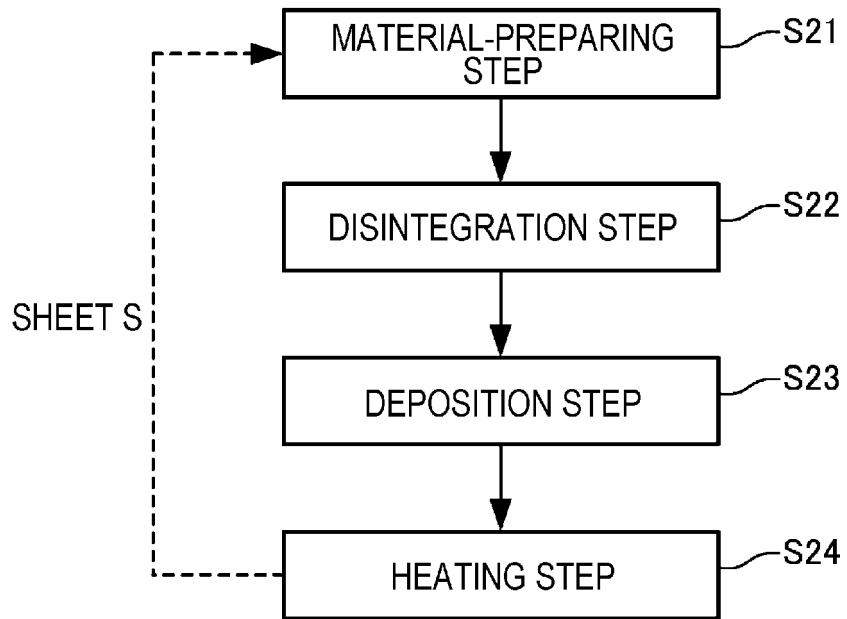 MATERIAL-PREPARING
STEP
S21
DISINTEGRATION STEP
S22
SHEET S
DEPOSITION STEP
S23
HEATING STEP
S24